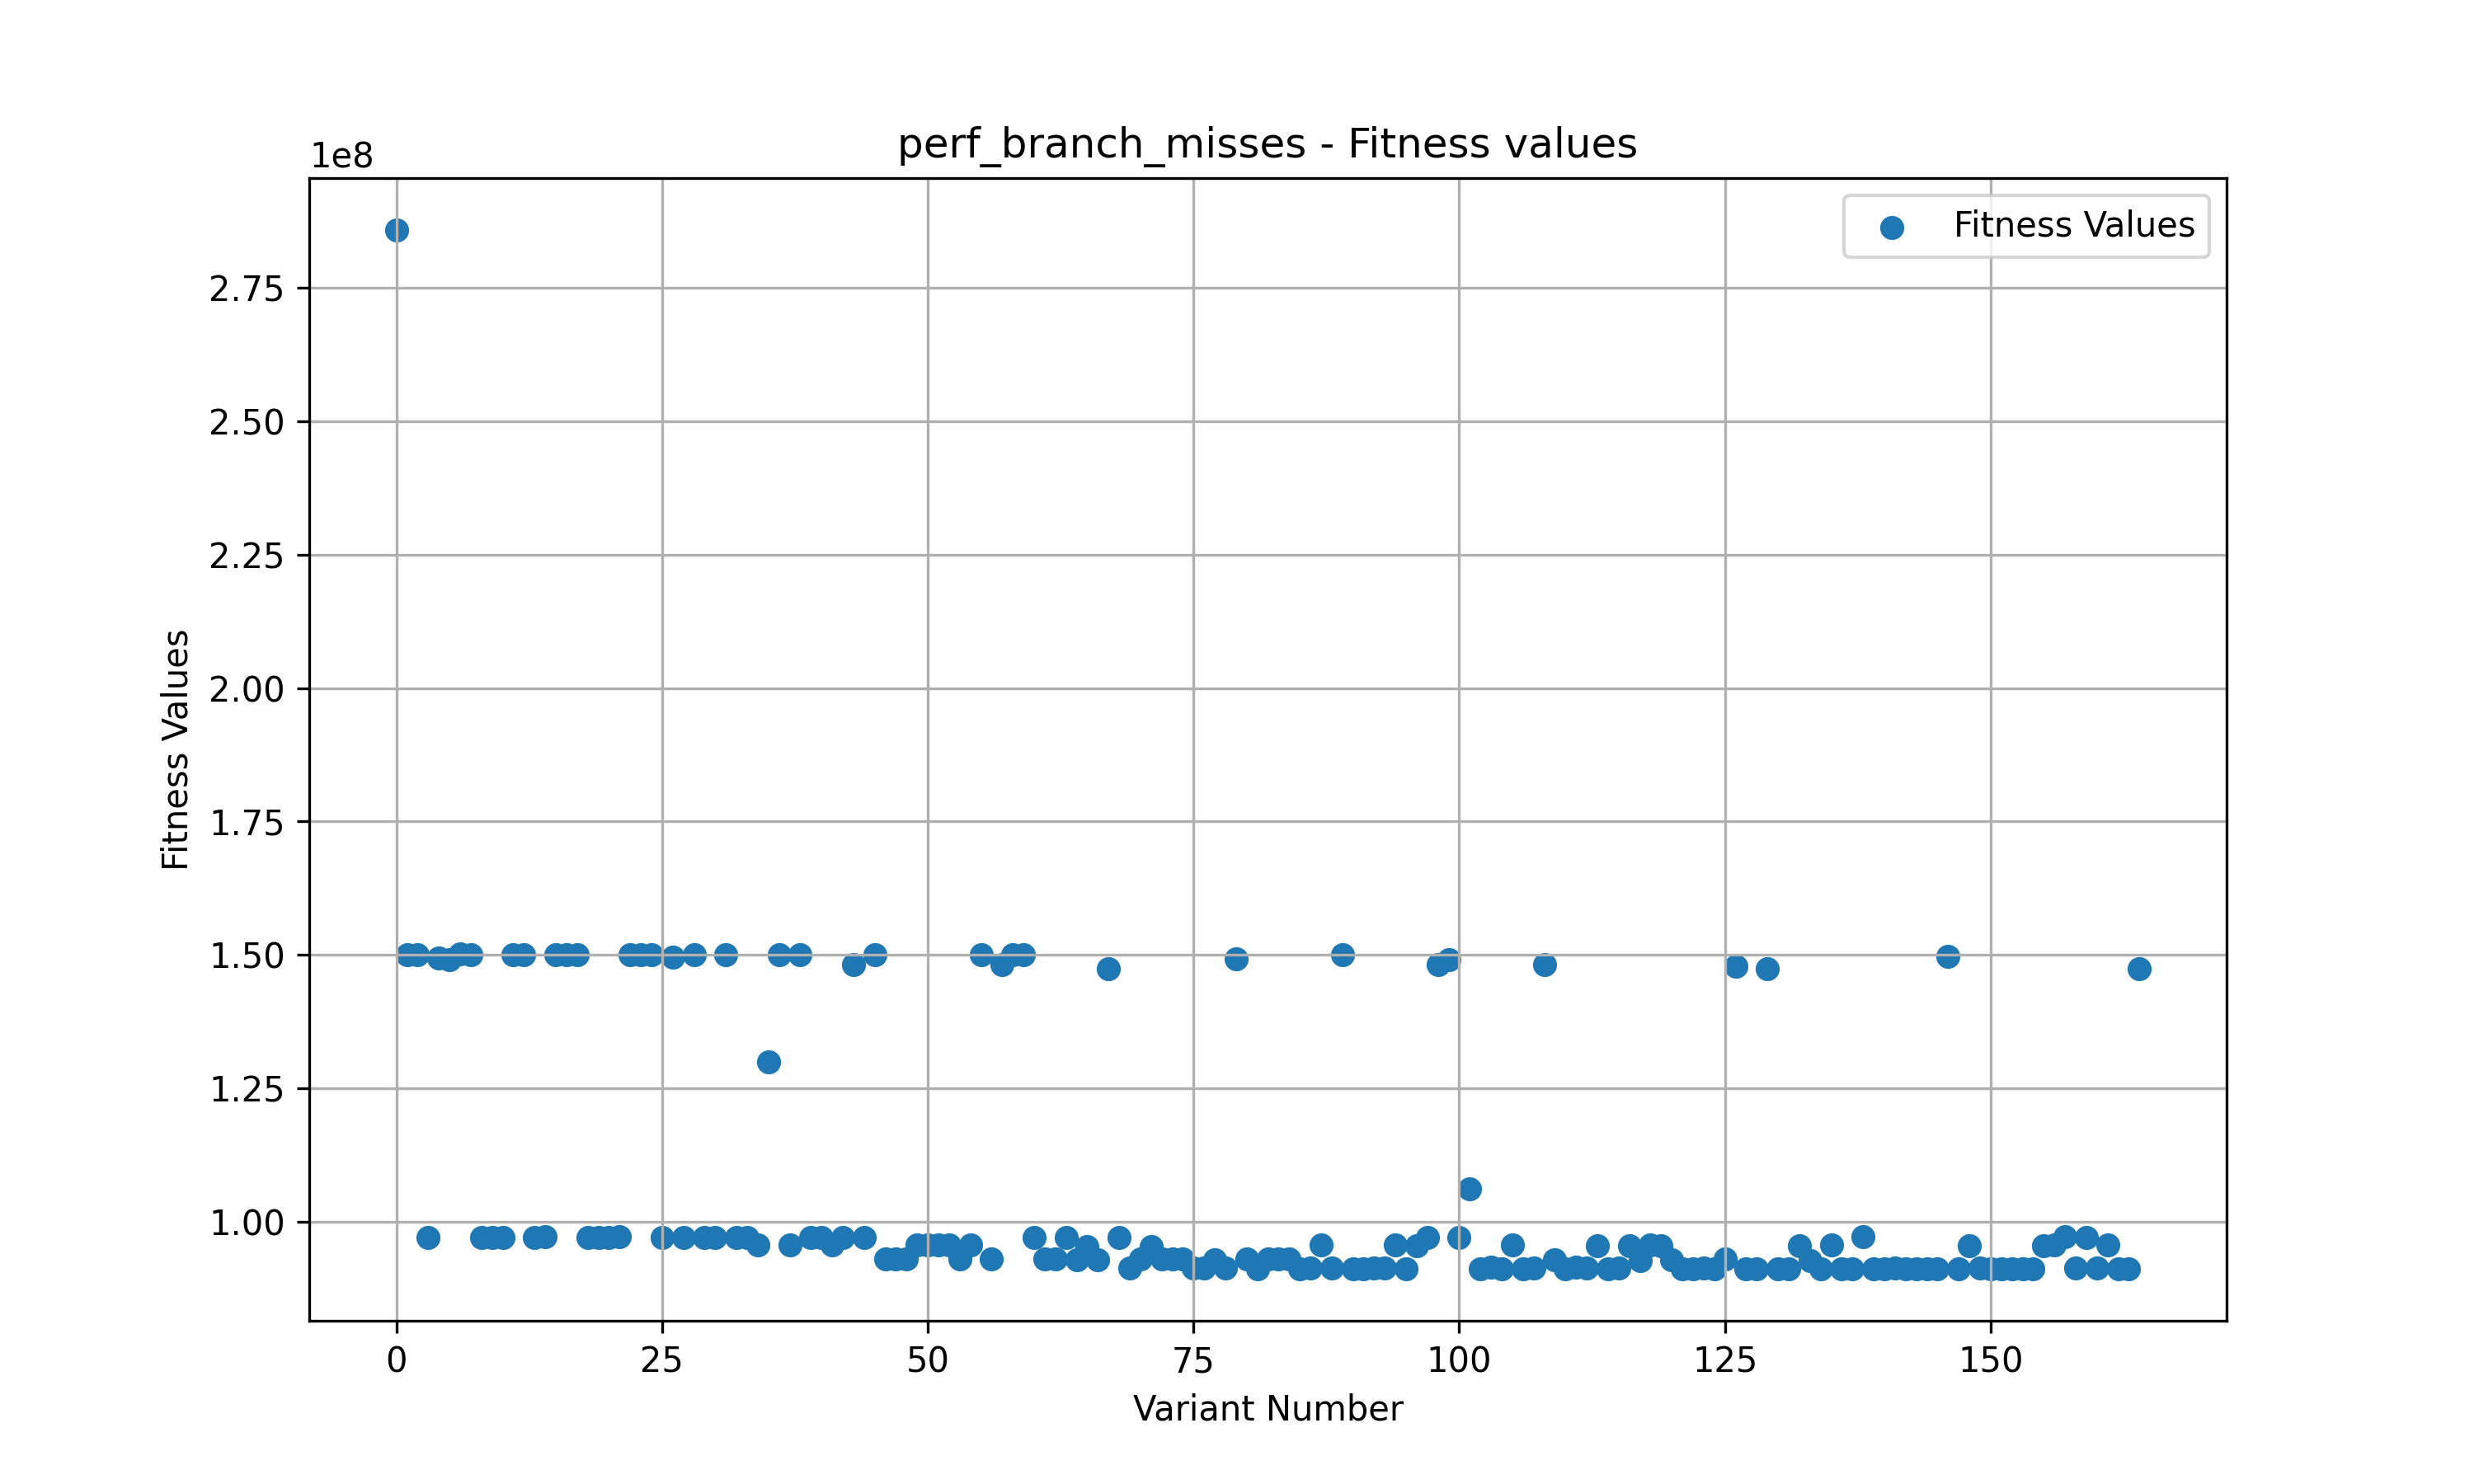 perf_branch_misses - Fitness values
1e8
Fitness Values
2.75
2.50
2.25
2.00
1.75
1.50
1.25
1.00
Fitness Values
0 25 50 75 100 125 150
Variant Number